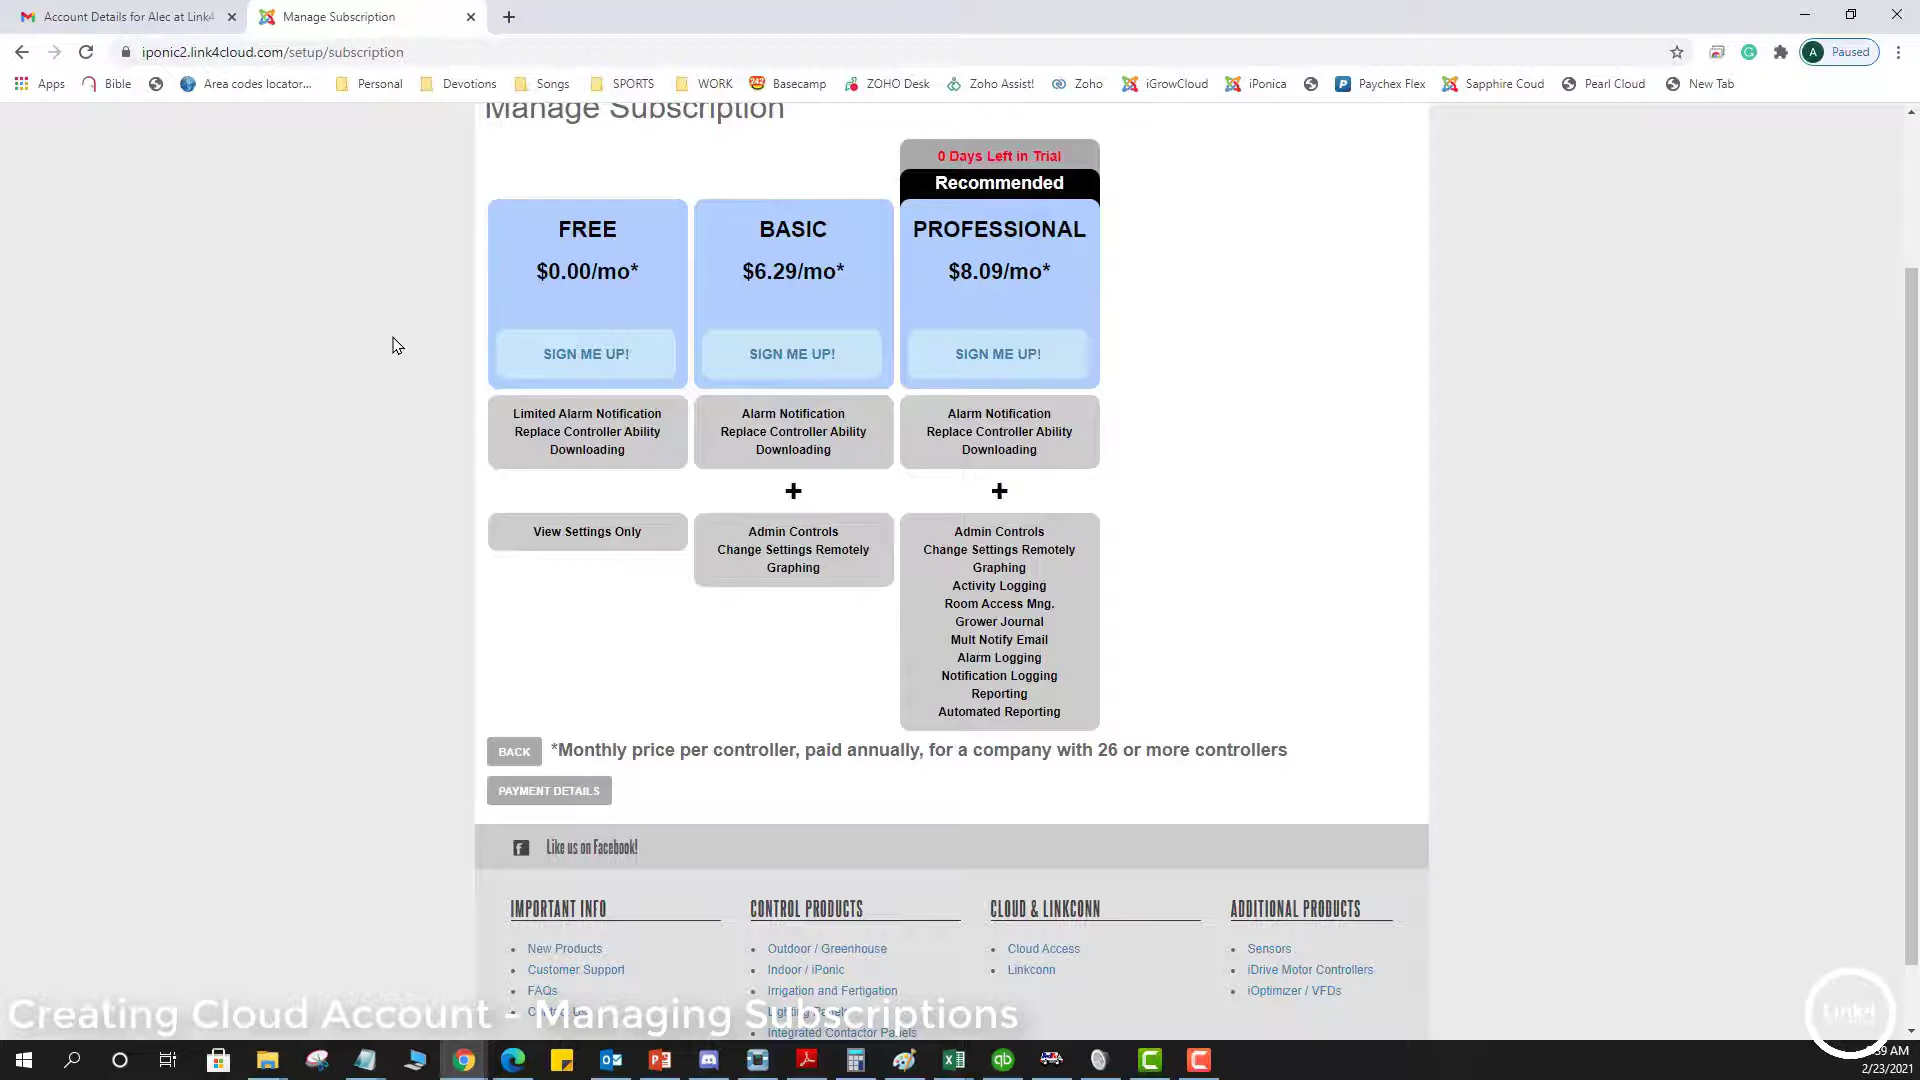 Account Details for Alec at Link4
Manage Subscription
iponic2.link4cloud.com/setup/subscription
A Paused
Apps
Bible
Area codes locator...
Personal
Devotions
Songs
SPORTS
WORK
Basecamp
ZOHO Desk
Zoho Assist!
Zoho
iGrowCloud
iPonica
Paychex Flex
Sapphire Coud
Pearl Cloud
New Tab
Manage Subscription
0 Days Left in Trial
Recommended
FREE
$0.00/mo*
SIGN ME UP!
Limited Alarm Notification
Replace Controller Ability
Downloading
View Settings Only
BASIC
$6.29/mo*
SIGN ME UP!
Alarm Notification
Replace Controller Ability
Downloading
+
Admin Controls
Change Settings Remotely
Graphing
PROFESSIONAL
$8.09/mo*
SIGN ME UP!
Alarm Notification
Replace Controller Ability
Downloading
+
Admin Controls
Change Settings Remotely
Graphing
Activity Logging
Room Access Mng.
Grower Journal
Mult Notify Email
Alarm Logging
Notification Logging
Reporting
Automated Reporting
BACK *Monthly price per controller, paid annually, for a company with 26 or more controllers
PAYMENT DETAILS
Like us on Facebook!
IMPORTANT INFO
New Products
Customer Support
FAQs
CONTROL PRODUCTS
Outdoor / Greenhouse
Indoor / iPonic
Irrigation and Fertigation
Lighting Panels
Integrated Contactor Panels
CLOUD & LINKCONN
Cloud Access
Linkconn
ADDITIONAL PRODUCTS
Sensors
iDrive Motor Controllers
iOptimizer / VFDs
Creating Cloud Account - Managing Subscriptions
Link4
:39 AM
2/23/2021